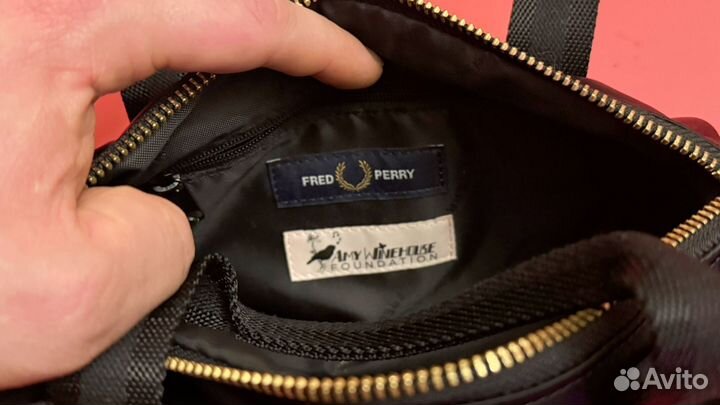 FRED PERRY
AMY WINEHOUSE
FOUNDATION
Avito